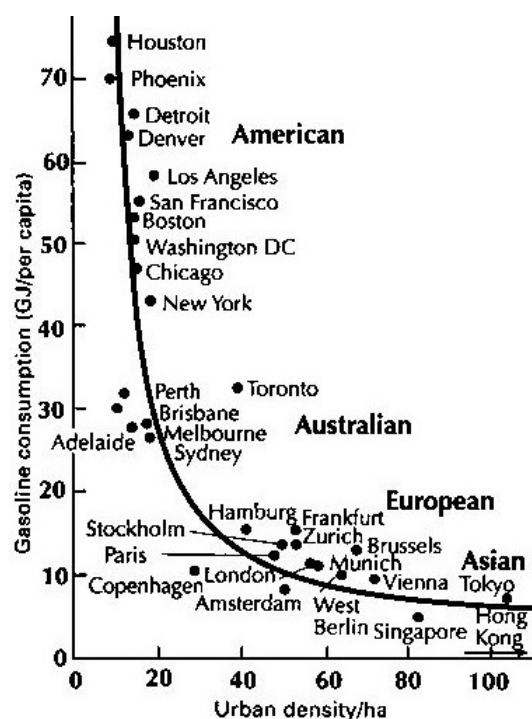 Gasoline consumption (GJ/per capita)
70
60
50
40
30
20
10
0
Houston
Phoenix
Detroit
Denver
American
Los Angeles
San Francisco
Boston
Washington DC
Chicago
New York
Perth
Toronto
Brisbane
Australian
Adelaide
Melbourne
Sydney
Hamburg
Frankfurt
European
Stockholm
Zurich
Brussels
Asian
Paris
London
Munich
Vienna
Tokyo
Copenhagen
Amsterdam
West
Berlin
Singapore
Hong
Kong
0 20 40 60 80 100
Urban density/ha